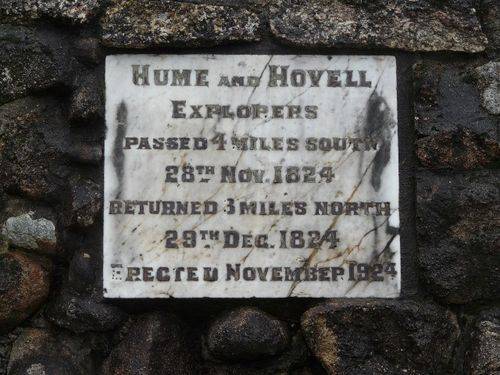 HUME AND HOVELL
EXPLORERS
PASSED 4 MILES SOUTH
28TH NOV. 1824
RETURNED 3 MILES NORTH
29TH DEC. 1824
ERECTED NOVEMBER 1924